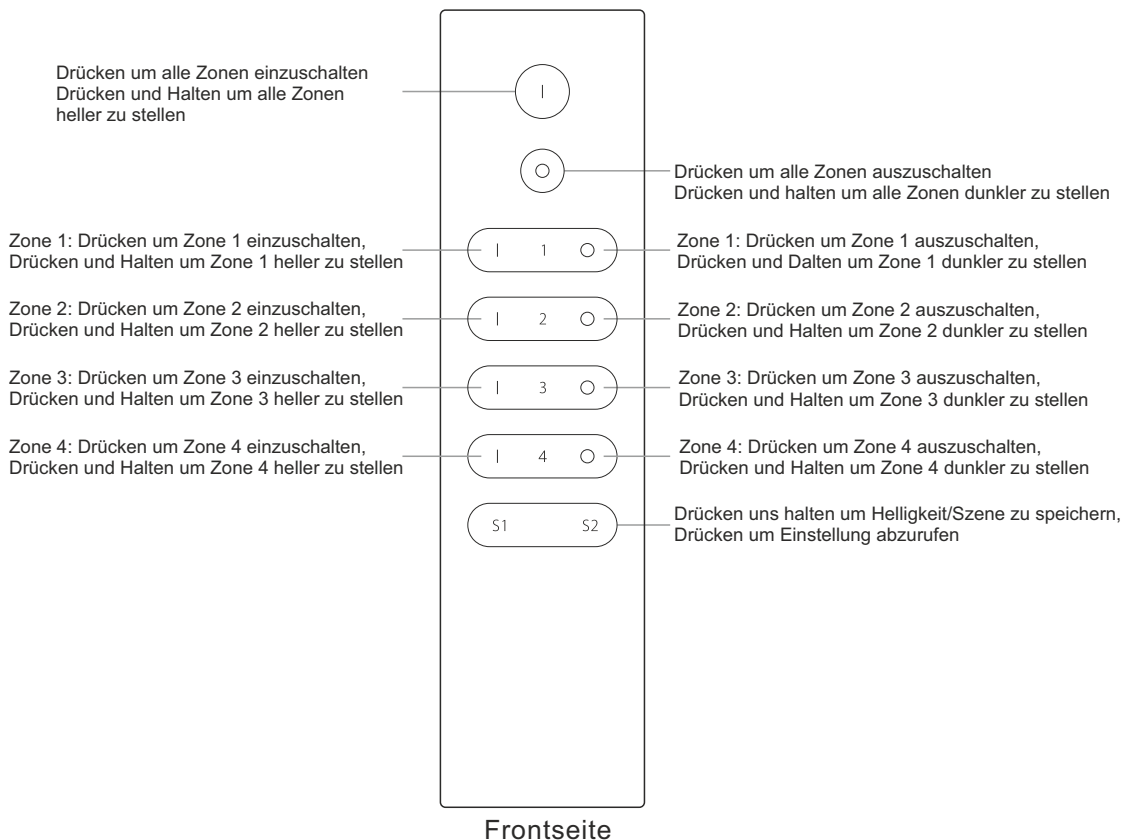 Drücken um alle Zonen einzuschalten
Drücken und Halten um alle Zonen
heller zu stellen
I
O
Drücken um alle Zonen auszuschalten
Drücken und halten um alle Zonen dunkler zu stellen
Zone 1: Drücken um Zone 1 einzuschalten,
Drücken und Halten um Zone 1 heller zu stellen
I 1 O
Zone 1: Drücken um Zone 1 auszuschalten,
Drücken und Dalten um Zone 1 dunkler zu stellen
Zone 2: Drücken um Zone 2 einzuschalten,
Drücken und Halten um Zone 2 heller zu stellen
I 2 O
Zone 2: Drücken um Zone 2 auszuschalten,
Drücken und Halten um Zone 2 dunkler zu stellen
Zone 3: Drücken um Zone 3 einzuschalten,
Drücken und Halten um Zone 3 heller zu stellen
I 3 O
Zone 3: Drücken um Zone 3 auszuschalten,
Drücken und Halten um Zone 3 dunkler zu stellen
Zone 4: Drücken um Zone 4 einzuschalten,
Drücken und Halten um Zone 4 heller zu stellen
I 4 O
Zone 4: Drücken um Zone 4 auszuschalten,
Drücken und Halten um Zone 4 dunkler zu stellen
S1 S2
Drücken uns halten um Helligkeit/Szene zu speichern,
Drücken um Einstellung abzurufen
Frontseite